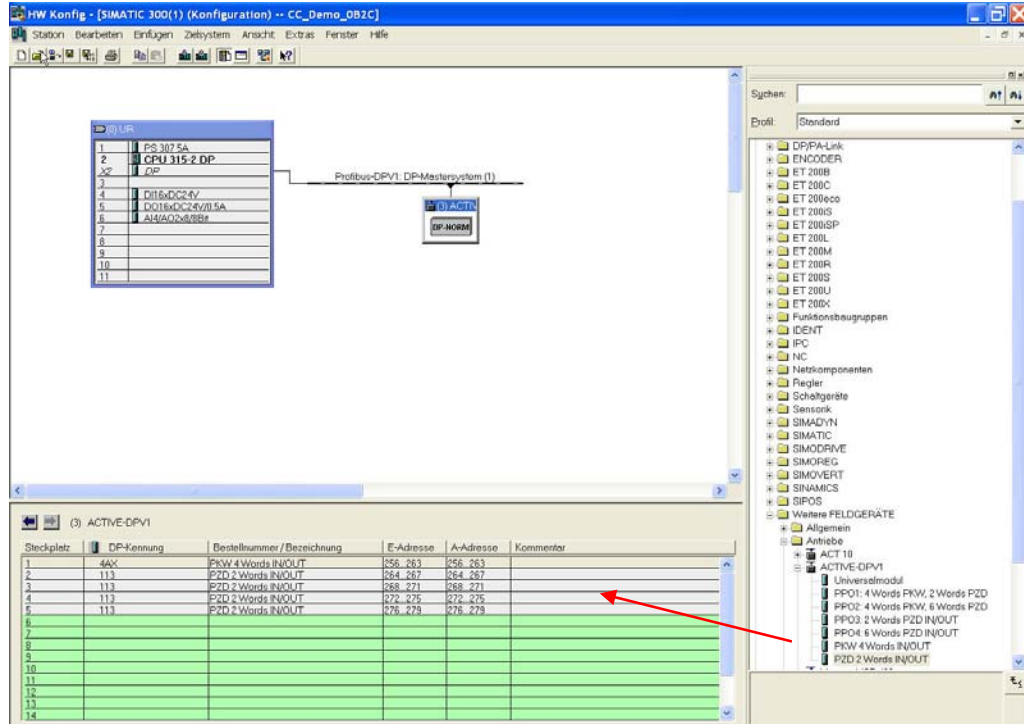 HW Konfig - [SIMATIC 300(1) (Konfiguration) -- CC_Demo_0B2C]
Station Bearbeiten Einfügen Zielsystem Ansicht Extras Fenster Hilfe
(0) UR
1 PS 307 5A
2 CPU 315-2 DP
X2 DP
3
4 DI16xDC24V
5 DO16xDC24V/0.5A
6 AI4/AO2x8/8Bit
7
8
9
10
11
Profibus-DPV1: DP-Mastersystem (1)
(3) ACTIV
DP-NORM
Suchen:
Profil: Standard
DP/PA-Link
ENCODER
ET 200B
ET 200C
ET 200eco
ET 200iS
ET 200iSP
ET 200L
ET 200M
ET 200R
ET 200S
ET 200U
ET 200X
Funktionsbaugruppen
IDENT
IPC
NC
Netzkomponenten
Regler
Schaltgeräte
Sensorik
SIMADYN
SIMATIC
SIMODRIVE
SIMOREG
SIMOVERT
SINAMICS
SIPOS
Weitere FELDGERÄTE
Allgemein
Antriebe
ACT 10
ACTIVE-DPV1
Universalmodul
PPO1: 4 Words PKW, 2 Words PZD
PPO2: 4 Words PKW, 6 Words PZD
PPO3: 2 Words PZD IN/OUT
PPO4: 6 Words PZD IN/OUT
PKW 4 Words IN/OUT
PZD 2 Words IN/OUT
(3) ACTIVE-DPV1
Steckplatz DP-Kennung Bestellnummer / Bezeichnung E-Adresse A-Adresse Kommentar
1 4AX PKW 4 Words IN/OUT 256..263 256..263
2 113 PZD 2 Words IN/OUT 264..267 264..267
3 113 PZD 2 Words IN/OUT 268..271 268..271
4 113 PZD 2 Words IN/OUT 272..275 272..275
5 113 PZD 2 Words IN/OUT 276..279 276..279
6
7
8
9
10
11
12
13
14